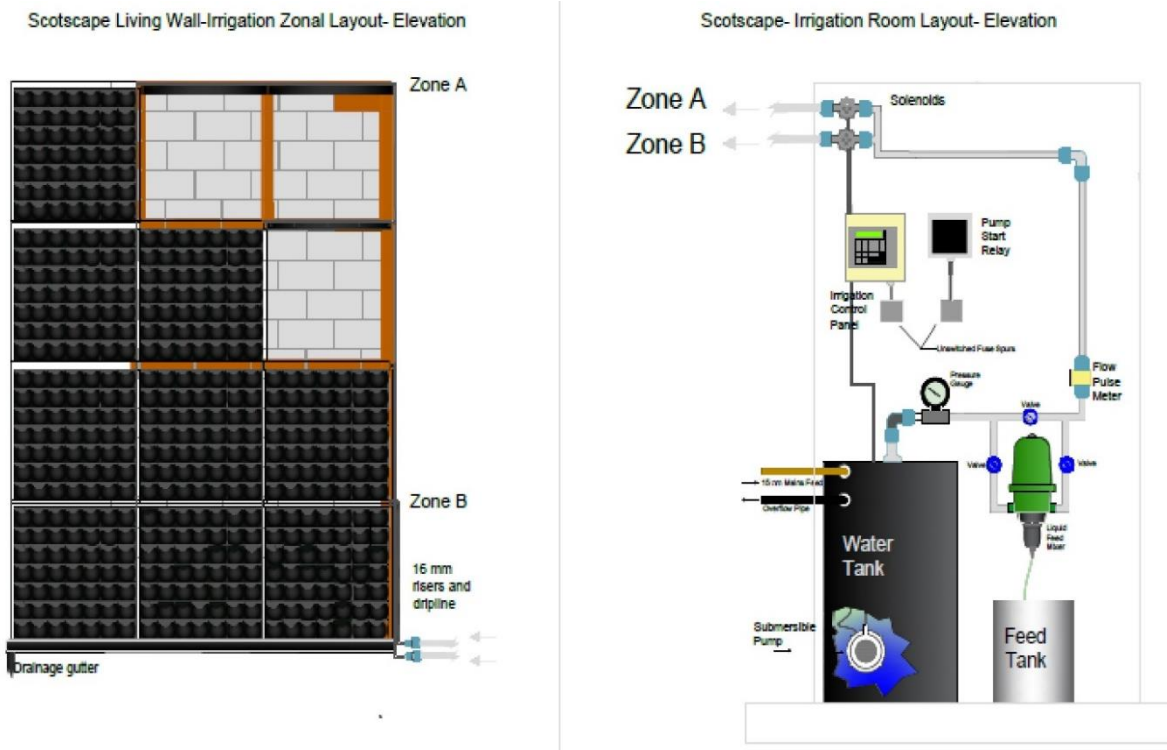 Scotscape Living Wall-Irrigation Zonal Layout- Elevation
Zone A
Zone B
16 mm
risers and
dripline
Drainage gutter
Scotscape- Irrigation Room Layout- Elevation
Zone A
Zone B
Solenolds
Pump
Start
Relay
Irrigation
Control
Panel
Unswitched Fuse Spurs
Pressure
Gauge
Flow
Pulse
Meter
Valve
Valve
Valve
15 mm Mains Feed
Overflow Pipe
Liquid
Feed
Mixer
Water
Tank
Submersible
Pump
Feed
Tank